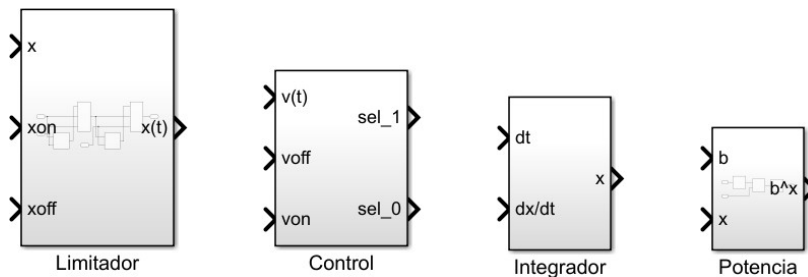 x
xon
xoff
x(t)
Limitador
v(t)
voff
von
sel_1
sel_0
Control
dt
dx/dt
x
Integrador
b
x
b^x
Potencia